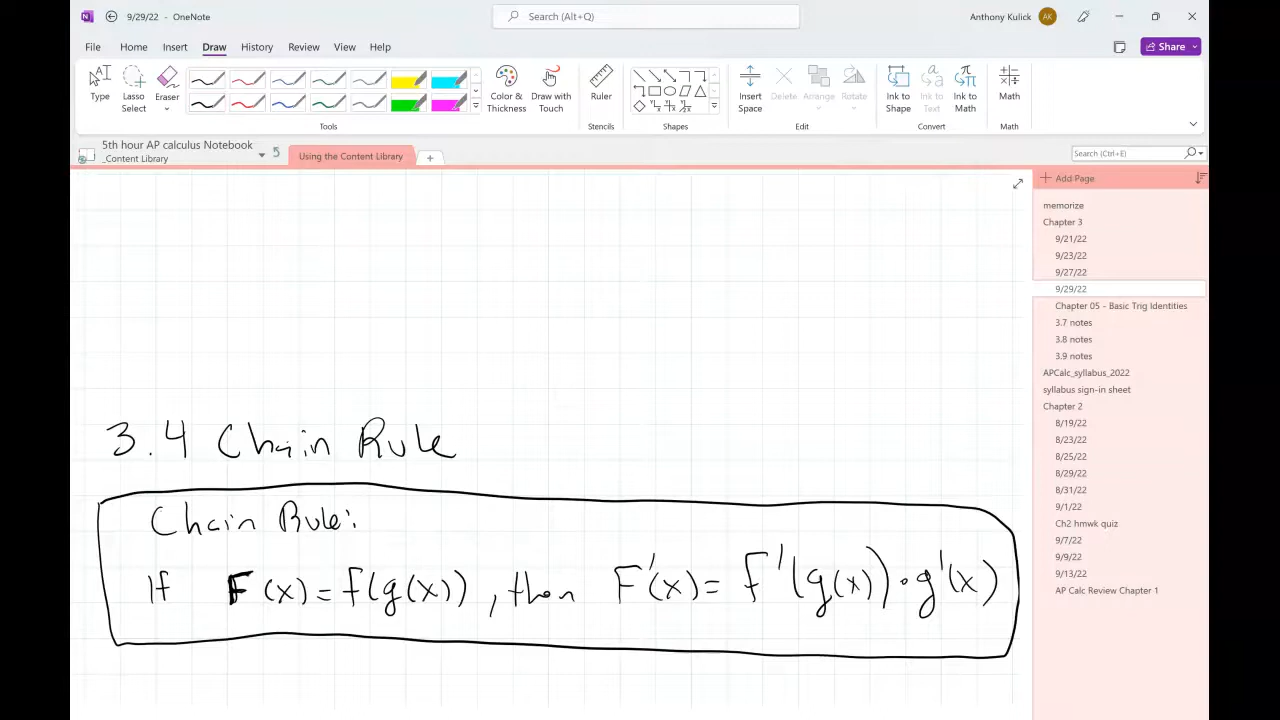 9/29/22 - OneNote
Search (Alt+Q)
Anthony Kulick
AK
File Home Insert Draw History Review View Help
Share
Type
Lasso Select
Eraser
Color & Thickness
Draw with Touch
Ruler
Insert Space
Delete
Arrange
Rotate
Ink to Shape
Ink to Text
Ink to Math
Math
Tools
Stencils
Shapes
Edit
Convert
Math
5th hour AP calculus Notebook
_Content Library
Using the Content Library
Search (Ctrl+E)
Add Page
memorize
Chapter 3
9/21/22
9/23/22
9/27/22
9/29/22
Chapter 05 - Basic Trig Identities
3.7 notes
3.8 notes
3.9 notes
APCalc_syllabus_2022
syllabus sign-in sheet
Chapter 2
8/19/22
8/23/22
8/25/22
8/29/22
8/31/22
9/1/22
Ch2 hmwk quiz
9/7/22
9/9/22
9/13/22
AP Calc Review Chapter 1
3.4 Chain Rule
Chain Rule:
If F(x)=f(g(x)), then F'(x)= f'(g(x))·g'(x)